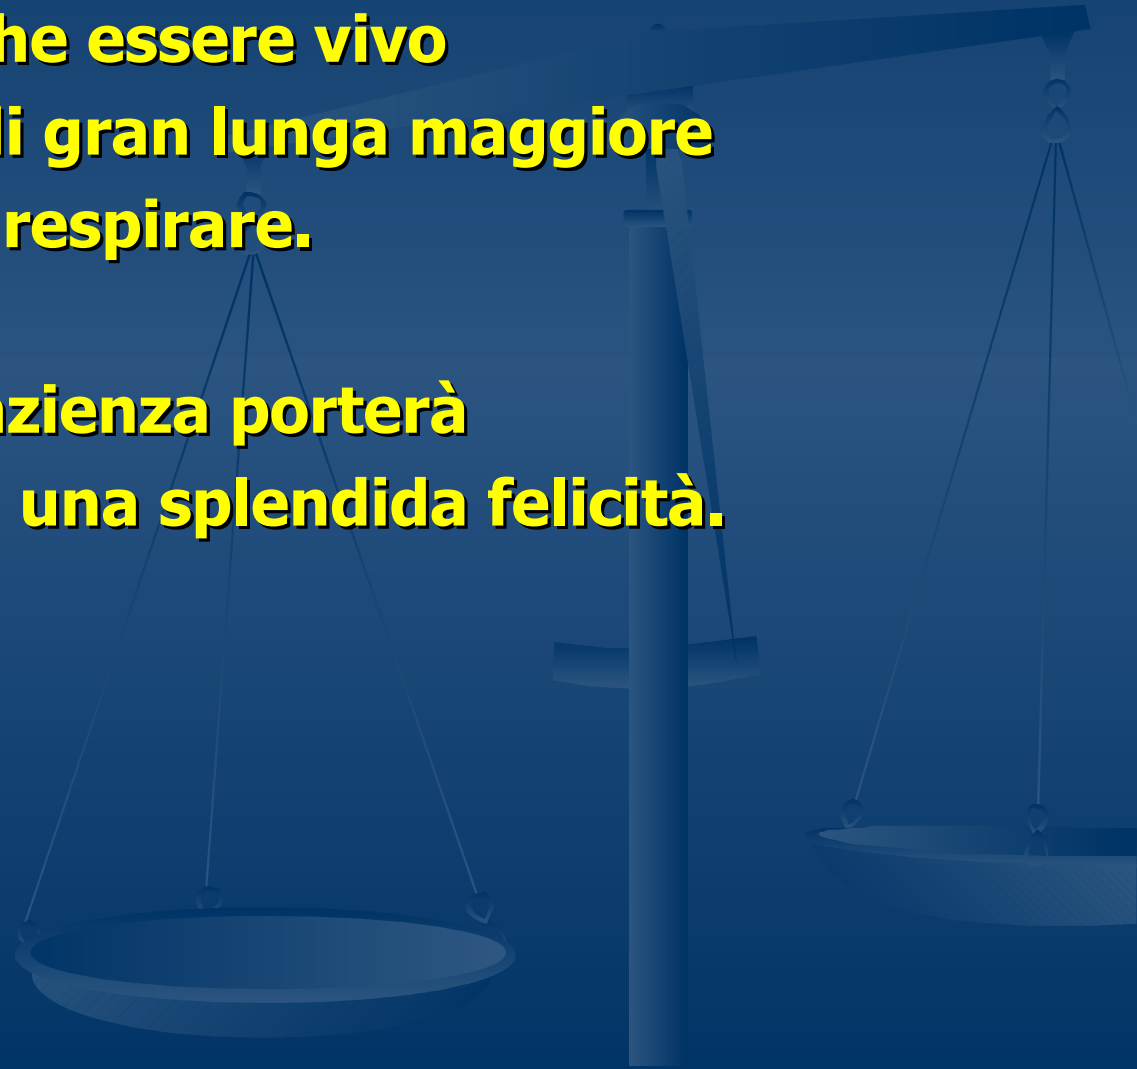 he essere vivo
li gran lunga maggiore
respirare.
azienza porterà
una splendida felicità.